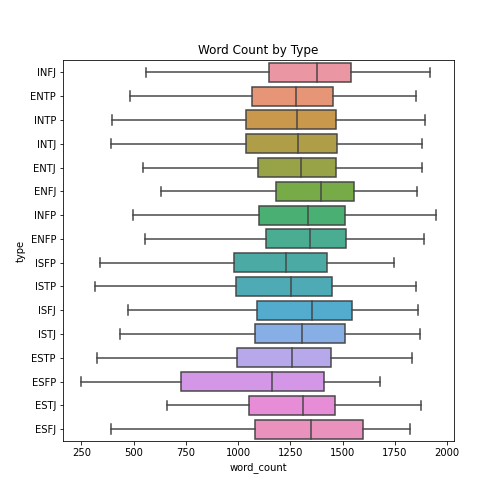 Word Count by Type
INFJ
ENTP
INTP
INTJ
ENTJ
ENFJ
INFP
ENFP
ISFP
ISTP
ISFJ
ISTJ
ESTP
ESFP
ESTJ
ESFJ
type
250 500 750 1000 1250 1500 1750 2000
word_count